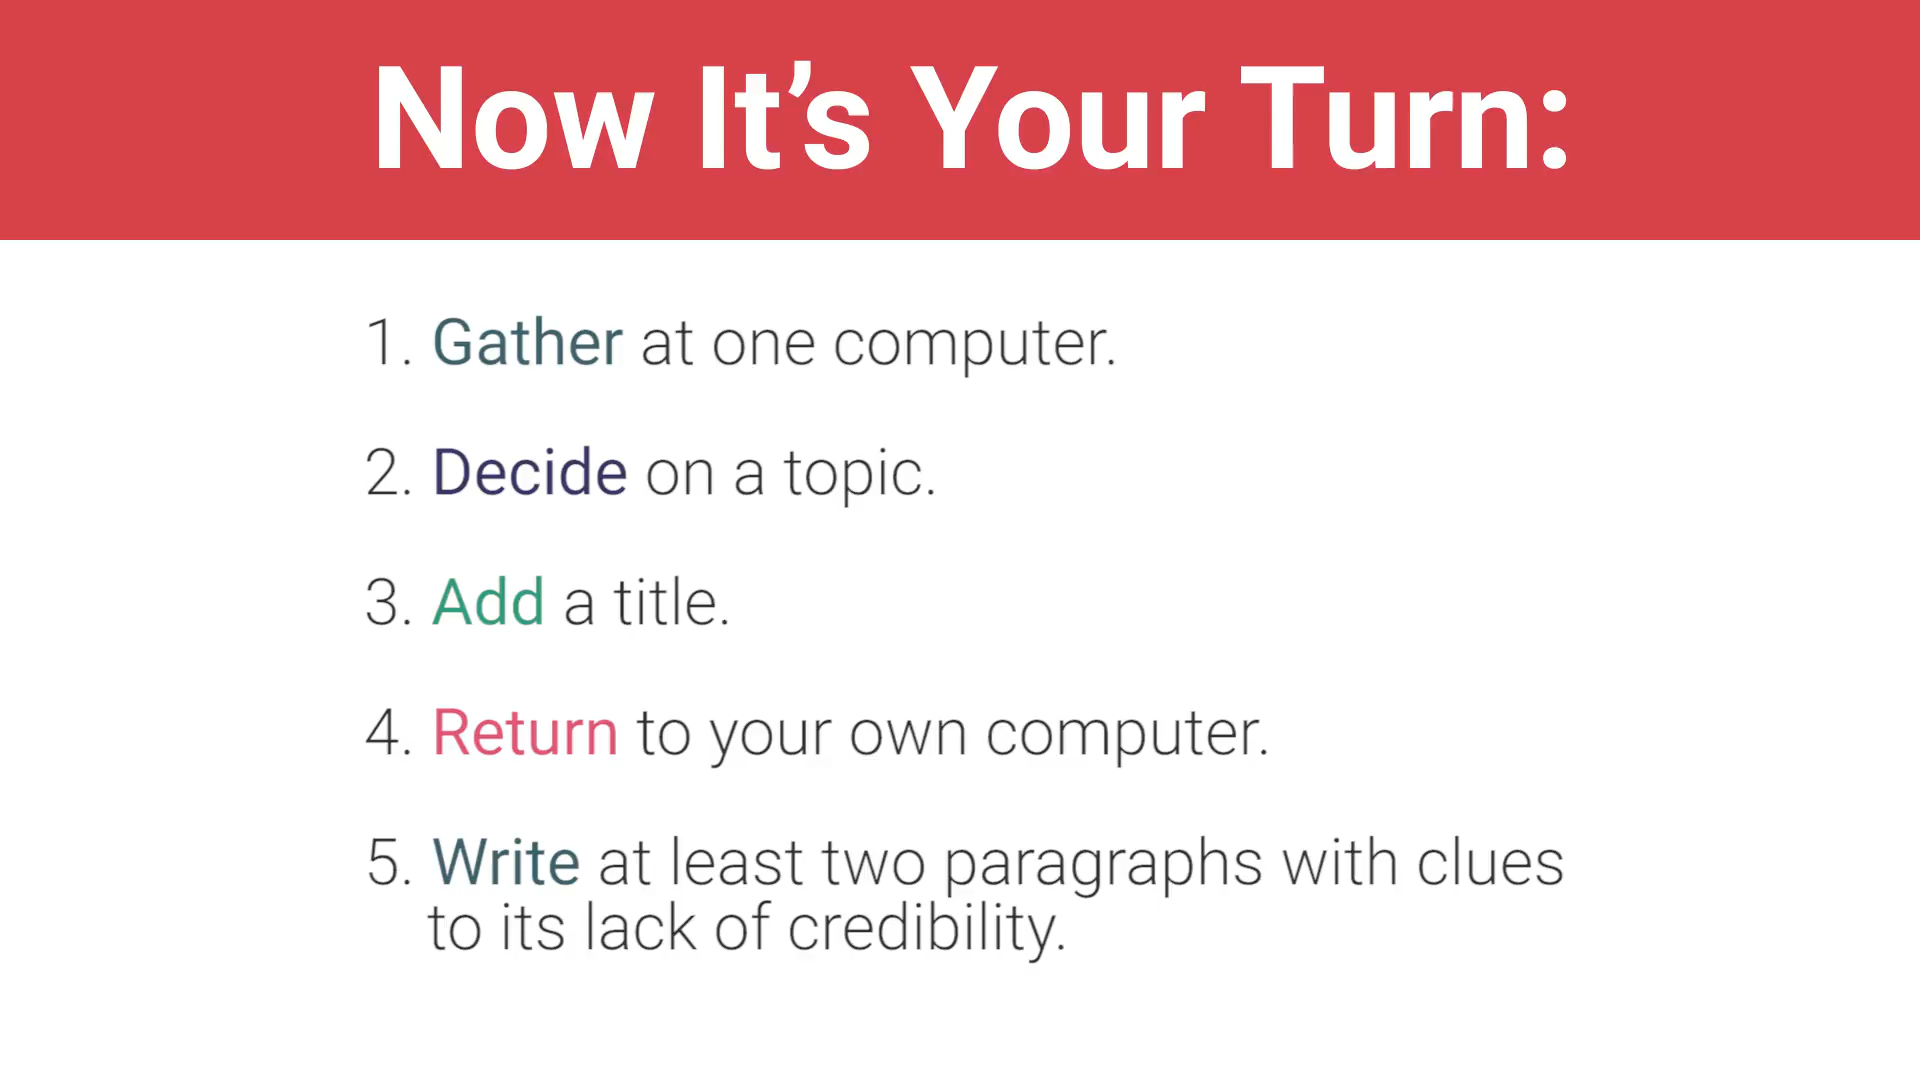 Now It’s Your Turn:
1. Gather at one computer.
2. Decide on a topic.
3. Add a title.
4. Return to your own computer.
5. Write at least two paragraphs with clues
to its lack of credibility.